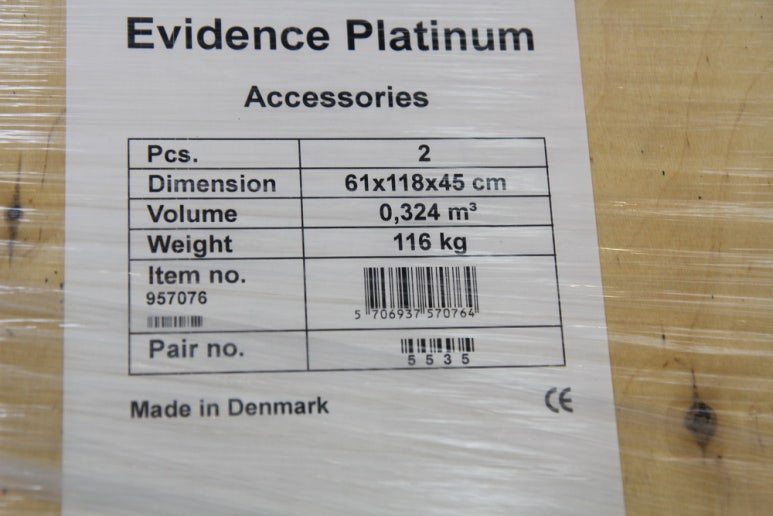 Evidence Platinum
Accessories
Pcs. 2
Dimension 61x118x45 cm
Volume 0,324 m³
Weight 116 kg
Item no.
957076
5 706937 570764
Pair no.
5 5 3 5
Made in Denmark CE